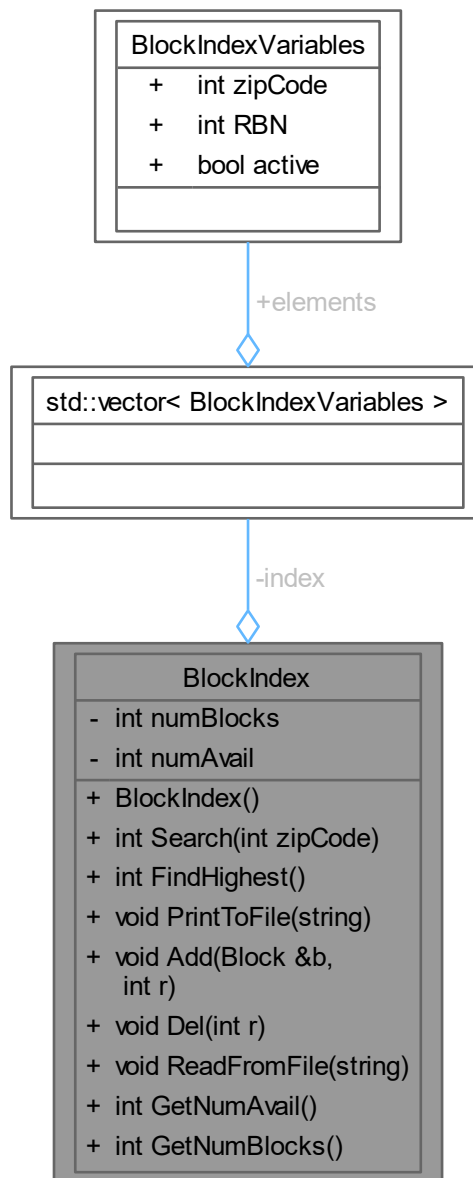 BlockIndexVariables
+ int zipCode
+ int RBN
+ bool active
+elements
std::vector< BlockIndexVariables >
-index
BlockIndex
- int numBlocks
- int numAvail
+ BlockIndex()
+ int Search(int zipCode)
+ int FindHighest()
+ void PrintToFile(string)
+ void Add(Block &b,
int r)
+ void Del(int r)
+ void ReadFromFile(string)
+ int GetNumAvail()
+ int GetNumBlocks()